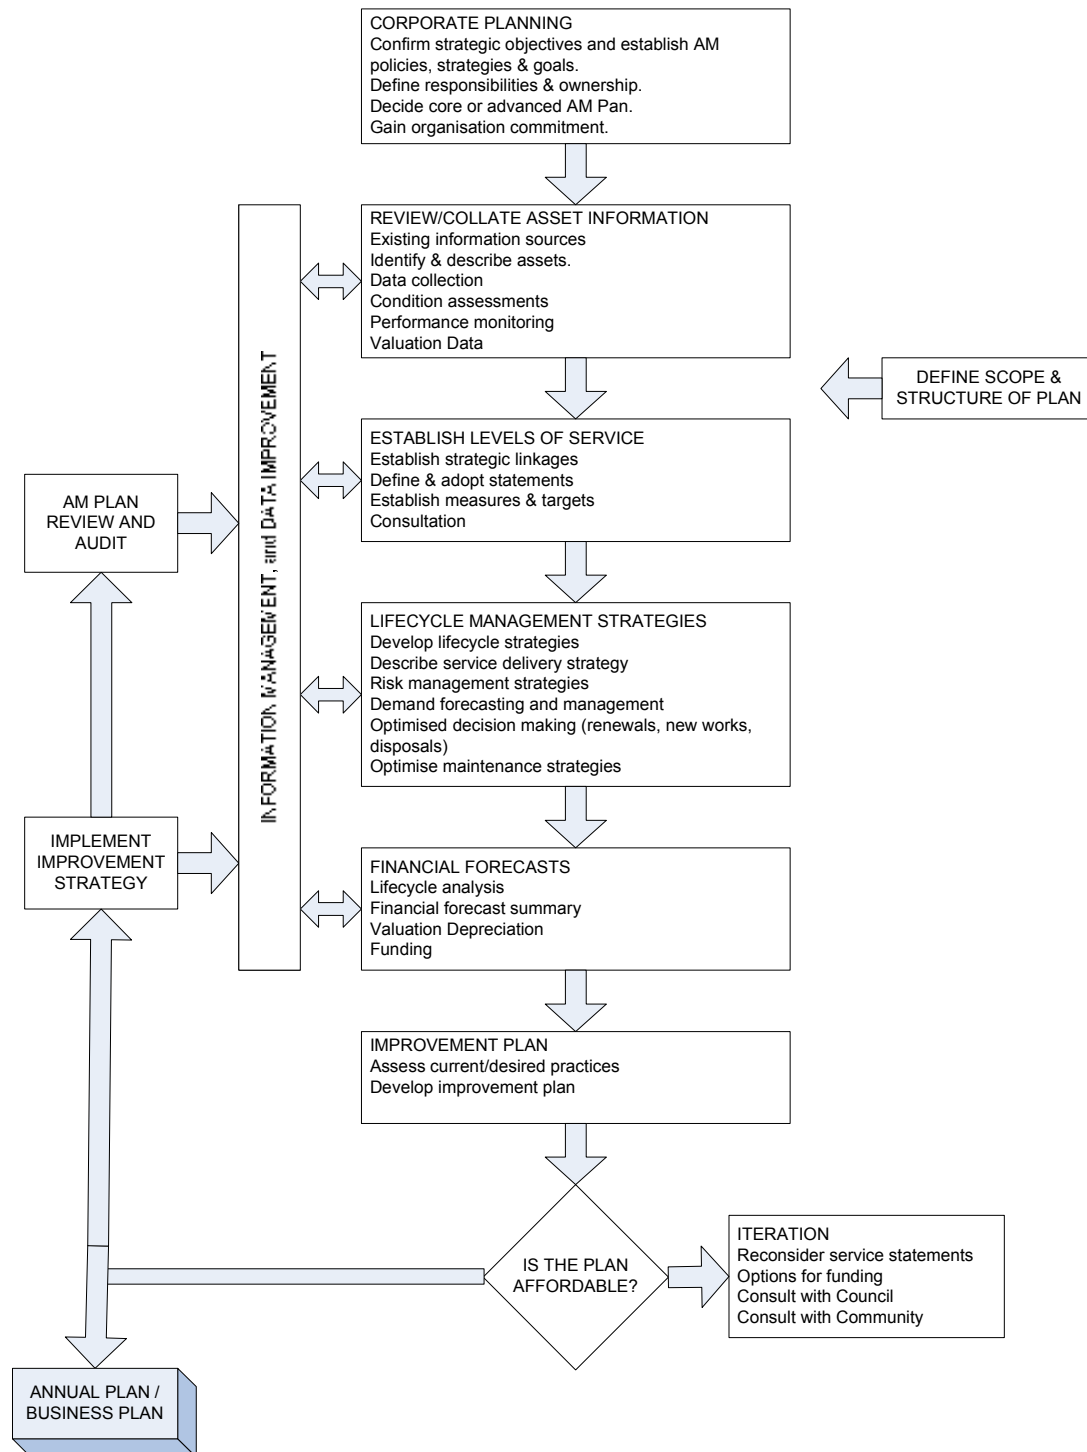 CORPORATE PLANNING
Confirm strategic objectives and establish AM
policies, strategies & goals.
Define responsibilities & ownership.
Decide core or advanced AM Pan.
Gain organisation commitment.
REVIEW/COLLATE ASSET INFORMATION
Existing information sources
Identify & describe assets.
Data collection
Condition assessments
Performance monitoring
Valuation Data
DEFINE SCOPE &
STRUCTURE OF PLAN
INFORMATION MANAGEMENT, and DATA IMPROVEMENT
ESTABLISH LEVELS OF SERVICE
Establish strategic linkages
Define & adopt statements
Establish measures & targets
Consultation
AM PLAN
REVIEW AND
AUDIT
LIFECYCLE MANAGEMENT STRATEGIES
Develop lifecycle strategies
Describe service delivery strategy
Risk management strategies
Demand forecasting and management
Optimised decision making (renewals, new works,
disposals)
Optimise maintenance strategies
IMPLEMENT
IMPROVEMENT
STRATEGY
FINANCIAL FORECASTS
Lifecycle analysis
Financial forecast summary
Valuation Depreciation
Funding
IMPROVEMENT PLAN
Assess current/desired practices
Develop improvement plan
IS THE PLAN
AFFORDABLE?
ITERATION
Reconsider service statements
Options for funding
Consult with Council
Consult with Community
ANNUAL PLAN /
BUSINESS PLAN